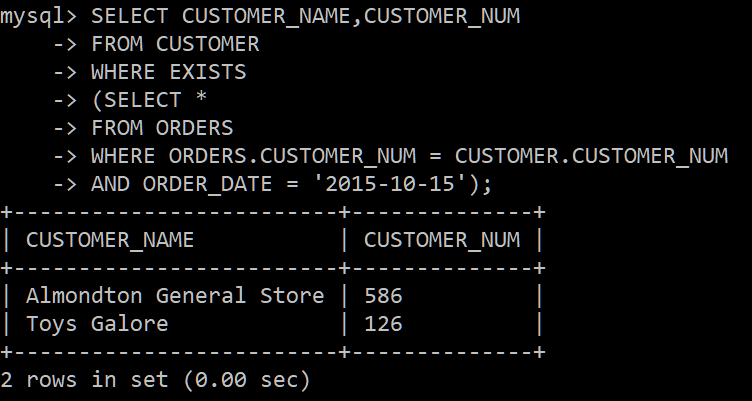 mysql> SELECT CUSTOMER_NAME,CUSTOMER_NUM
    -> FROM CUSTOMER
    -> WHERE EXISTS
    -> (SELECT *
    -> FROM ORDERS
    -> WHERE ORDERS.CUSTOMER_NUM = CUSTOMER.CUSTOMER_NUM
    -> AND ORDER_DATE = '2015-10-15');
+-------------------------+--------------+
| CUSTOMER_NAME           | CUSTOMER_NUM |
+-------------------------+--------------+
| Almondton General Store | 586          |
| Toys Galore             | 126          |
+-------------------------+--------------+
2 rows in set (0.00 sec)